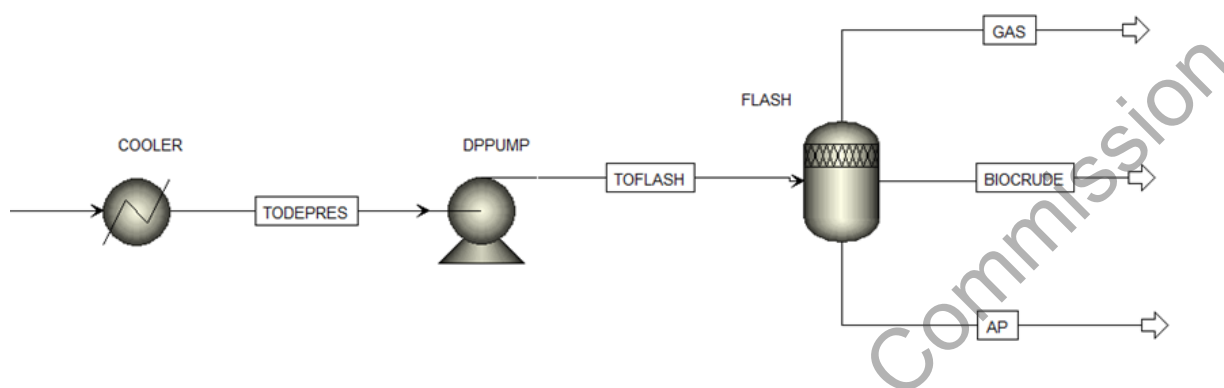 GAS
FLASH
COOLER
DPPUMP
TOFLASH
BIOCRUDE
TODEPRES
AP
Commission